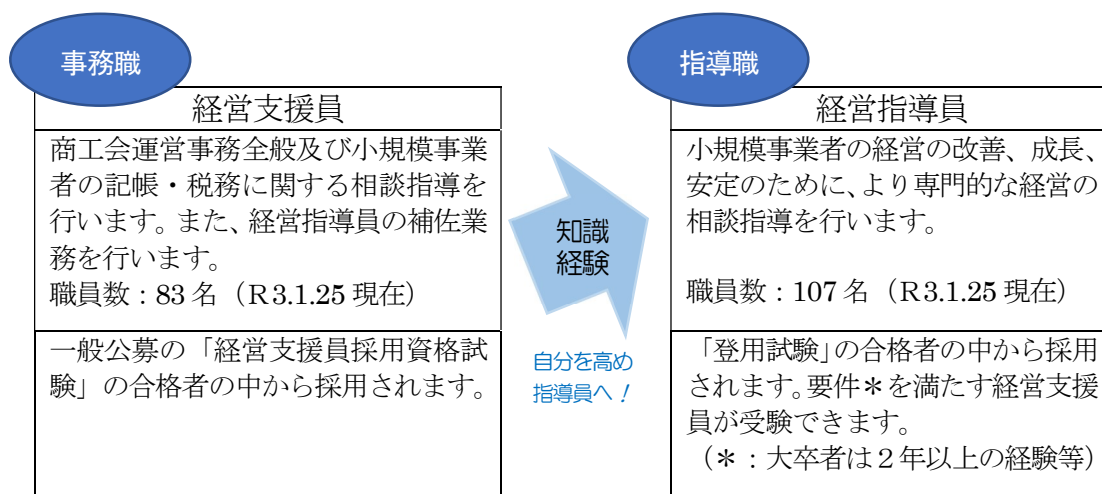 事務職
経営支援員
商工会運営事務全般及び小規模事業
者の記帳・税務に関する相談指導を
行います。また、経営指導員の補佐業
務を行います。
職員数：83 名（R3.1.25 現在）
一般公募の「経営支援員採用資格試
験」の合格者の中から採用されます。
知識
経験
自分を高め
指導員へ！
指導職
経営指導員
小規模事業者の経営の改善、成長、
安定のために、より専門的な経営の
相談指導を行います。
職員数：107 名（R3.1.25 現在）
「登用試験」の合格者の中から採用
されます。要件＊を満たす経営支援
員が受験できます。
（＊：大卒者は２年以上の経験等）